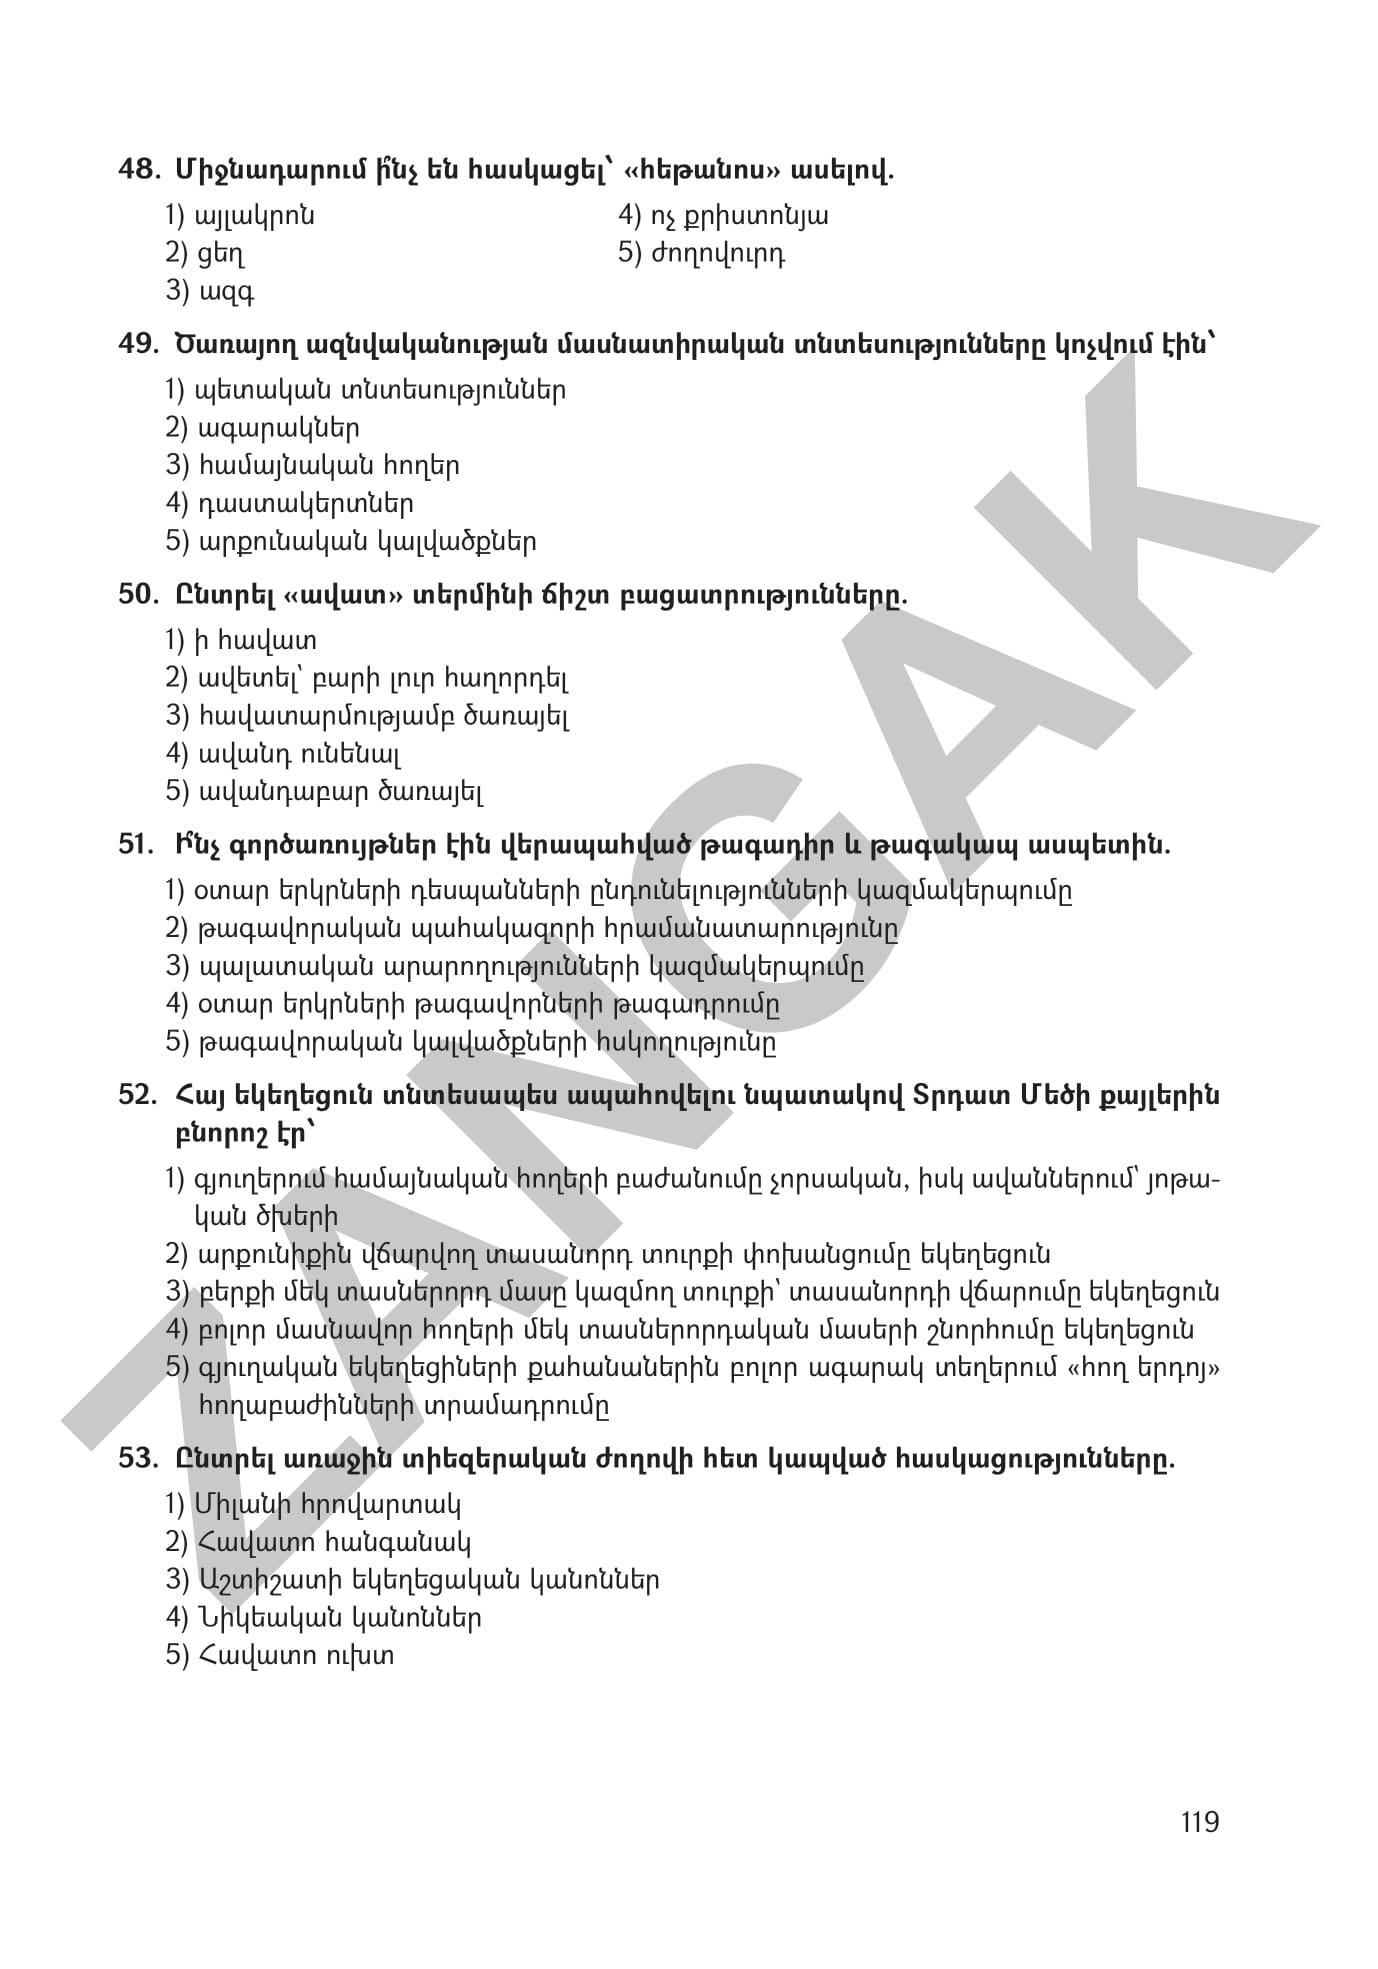 48. Միջնադարում ի՞նչ են հասկացել՝ «հեթանոս» ասելով.
1) այլակրոն
2) ցեղ
3) ազգ
4) ոչ քրիստոնյա
5) ժողովուրդ
49. Ծառայող ազնվականության մասնատիրական տնտեսությունները կոչվում էին՝
1) պետական տնտեսություններ
2) ագարակներ
3) համայնական հողեր
4) դաստակերտներ
5) արքունական կալվածքներ
50. Ընտրել «ավատ» տերմինի ճիշտ բացատրությունները.
1) ի հավատ
2) ավետել՝ բարի լուր հաղորդել
3) հավատարմությամբ ծառայել
4) ավանդ ունենալ
5) ավանդաբար ծառայել
51. Ի՞նչ գործառույթներ էին վերապահված թագադիր և թագակապ ասպետին.
1) օտար երկրների դեսպանների ընդունելությունների կազմակերպումը
2) թագավորական պահակազորի հրամանատարությունը
3) պալատական արարողությունների կազմակերպումը
4) օտար երկրների թագավորների թագադրումը
5) թագավորական կալվածքների հսկողությունը
52. Հայ եկեղեցուն տնտեսապես ապահովելու նպատակով Տրդատ Մեծի քայլերին
բնորոշ էր՝
1) գյուղերում համայնական հողերի բաժանումը չորսական, իսկ ավաններում՝ յոթա-
կան ծխերի
2) արքունիքին վճարվող տասանորդ տուրքի փոխանցումը եկեղեցուն
3) բերքի մեկ տասներորդ մասը կազմող տուրքի՝ տասանորդի վճարումը եկեղեցուն
4) բոլոր մասնավոր հողերի մեկ տասներորդական մասերի շնորհումը եկեղեցուն
5) գյուղական եկեղեցիների քահանաներին բոլոր ագարակ տեղերում «հող երդոյ»
հողաբաժինների տրամադրումը
53. Ընտրել առաջին տիեզերական ժողովի հետ կապված հասկացությունները.
1) Միլանի հրովարտակ
2) Հավատո հանգանակ
3) Աշտիշատի եկեղեցական կանոններ
4) Նիկեական կանոններ
5) Հավատո ուխտ
119
ZANGAK